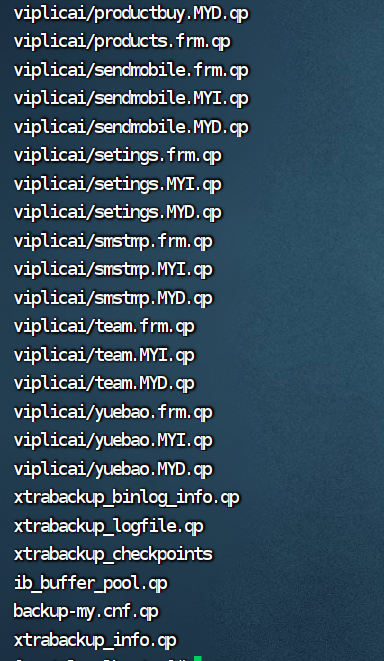 viplicai/productbuy.MYD.qp
viplicai/products.frm.qp
viplicai/sendmobile.frm.qp
viplicai/sendmobile.MYI.qp
viplicai/sendmobile.MYD.qp
viplicai/setings.frm.qp
viplicai/setings.MYI.qp
viplicai/setings.MYD.qp
viplicai/smstmp.frm.qp
viplicai/smstmp.MYI.qp
viplicai/smstmp.MYD.qp
viplicai/team.frm.qp
viplicai/team.MYI.qp
viplicai/team.MYD.qp
viplicai/yuebao.frm.qp
viplicai/yuebao.MYI.qp
viplicai/yuebao.MYD.qp
xtrabackup_binlog_info.qp
xtrabackup_logfile.qp
xtrabackup_checkpoints
ib_buffer_pool.qp
backup-my.cnf.qp
xtrabackup_info.qp